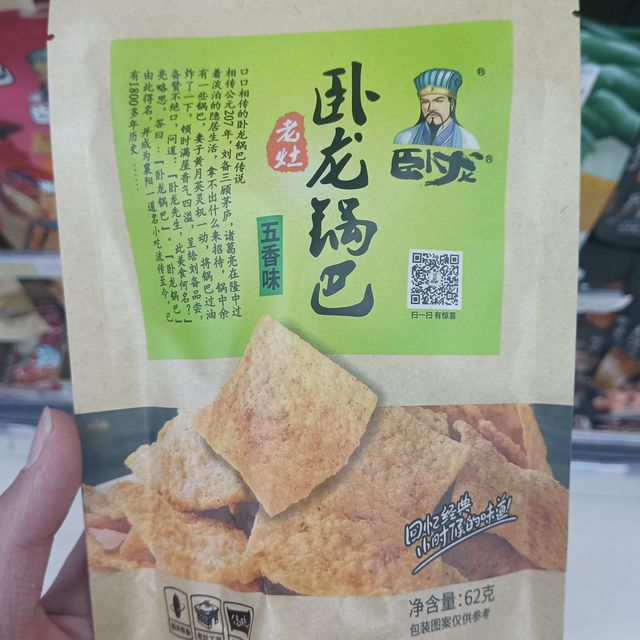 卧龙锅巴
老灶
五香味
卧龙
®
®
口口相传的卧龙锅巴传说
相传公元207年，刘备三顾茅庐，诸葛亮在隆中过
着淡泊的隐居生活，拿不出什么来招待，锅中余
有一些锅巴，妻子黄月英灵机一动，将锅巴过油
炸了一下，顿时满屋香气四溢，呈给刘备品尝，
备赞不绝口，问道：“卧龙先生，此美食何名？”
亮略思，答曰：“卧龙锅巴”。“卧龙锅巴”
由此得名，并成为襄阳一道名小吃流传至今，已
有1800多年历史……
扫一扫 有惊喜
回忆经典
小时候的味道！
净含量：62克
包装图案仅供参考